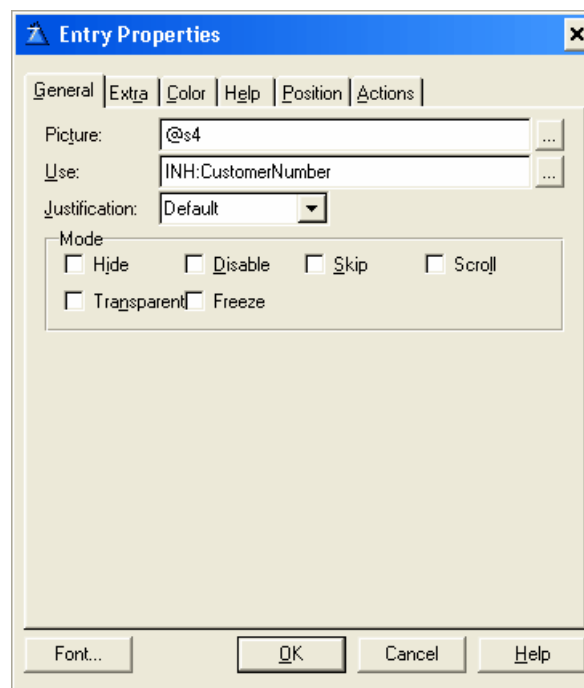 Entry Properties
General Extra Color Help Position Actions
Picture: @s4 ...
Use: INH:CustomerNumber ...
Justification: Default
Mode
Hide Disable Skip Scroll
Transparent Freeze
Font... OK Cancel Help